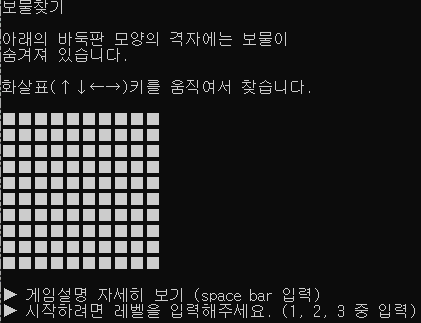 보물찾기
아래의 바둑판 모양의 격자에는 보물이
숨겨져 있습니다.
화살표(↑↓←→)키를 움직여서 찾습니다.
▶ 게임설명 자세히 보기 (space bar 입력)
▶ 시작하려면 레벨을 입력해주세요. (1, 2, 3 중 입력)